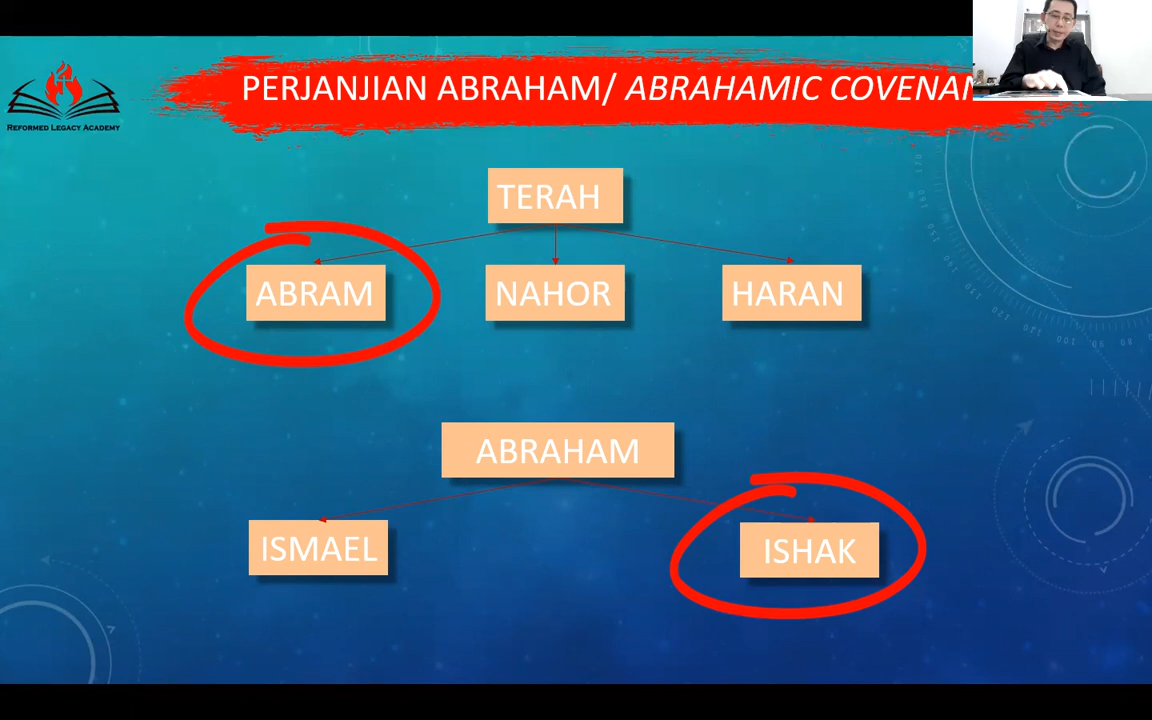 PERJANJIAN ABRAHAM/ ABRAHAMIC COVENAN
REFORMED LEGACY ACADEMY
TERAH
ABRAM
NAHOR
HARAN
ABRAHAM
ISMAEL
ISHAK